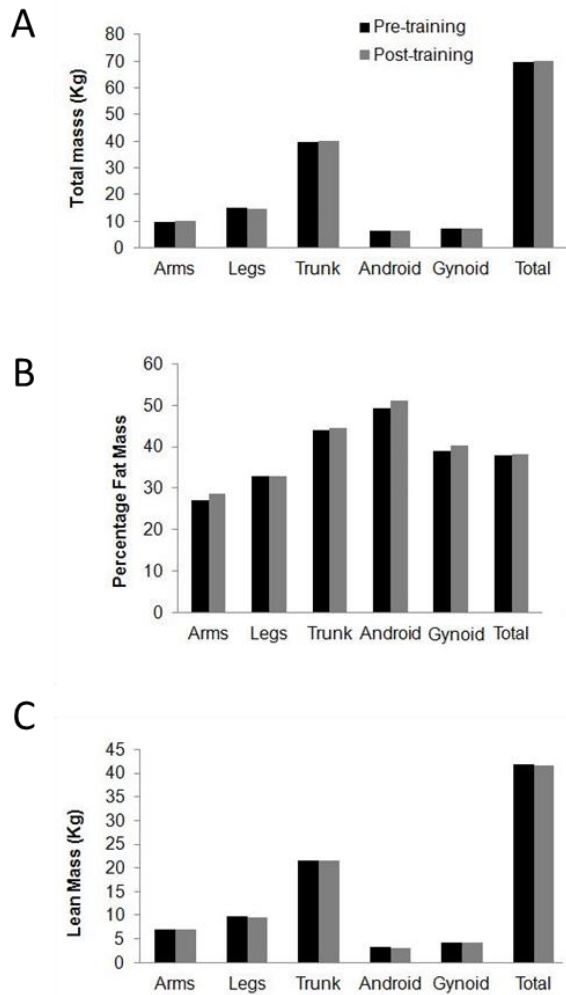 A
Pre-training
Post-training
Total masss (Kg)
80
70
60
50
40
30
20
10
0
Arms Legs Trunk Android Gynoid Total
B
Percentage Fat Mass
60
50
40
30
20
10
0
Arms Legs Trunk Android Gynoid Total
C
Lean Mass (Kg)
45
40
35
30
25
20
15
10
5
0
Arms Legs Trunk Android Gynoid Total